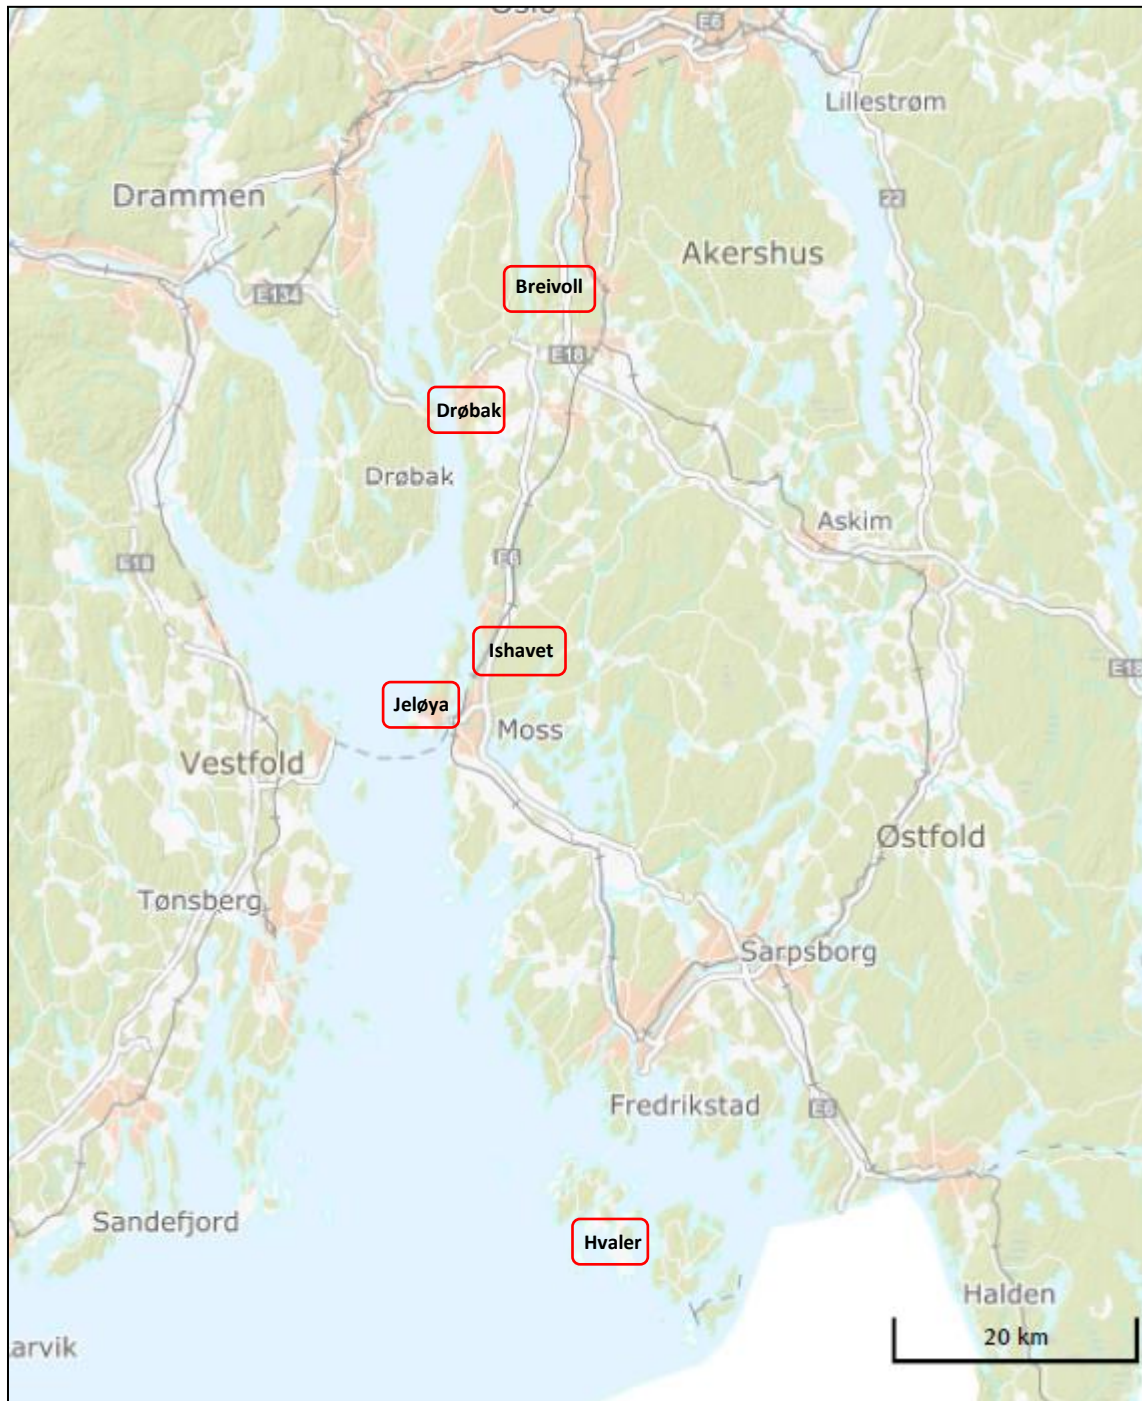 Oslo
E6
Lillestrøm
Drammen
22
Akershus
Breivoll
E134
E18
Drøbak
Drøbak
Askim
E6
E18
Ishavet
E18
Jeløya
Moss
Vestfold
Østfold
Tønsberg
Sarpsborg
Fredrikstad
E6
Sandefjord
Hvaler
Halden
20 km
arvik